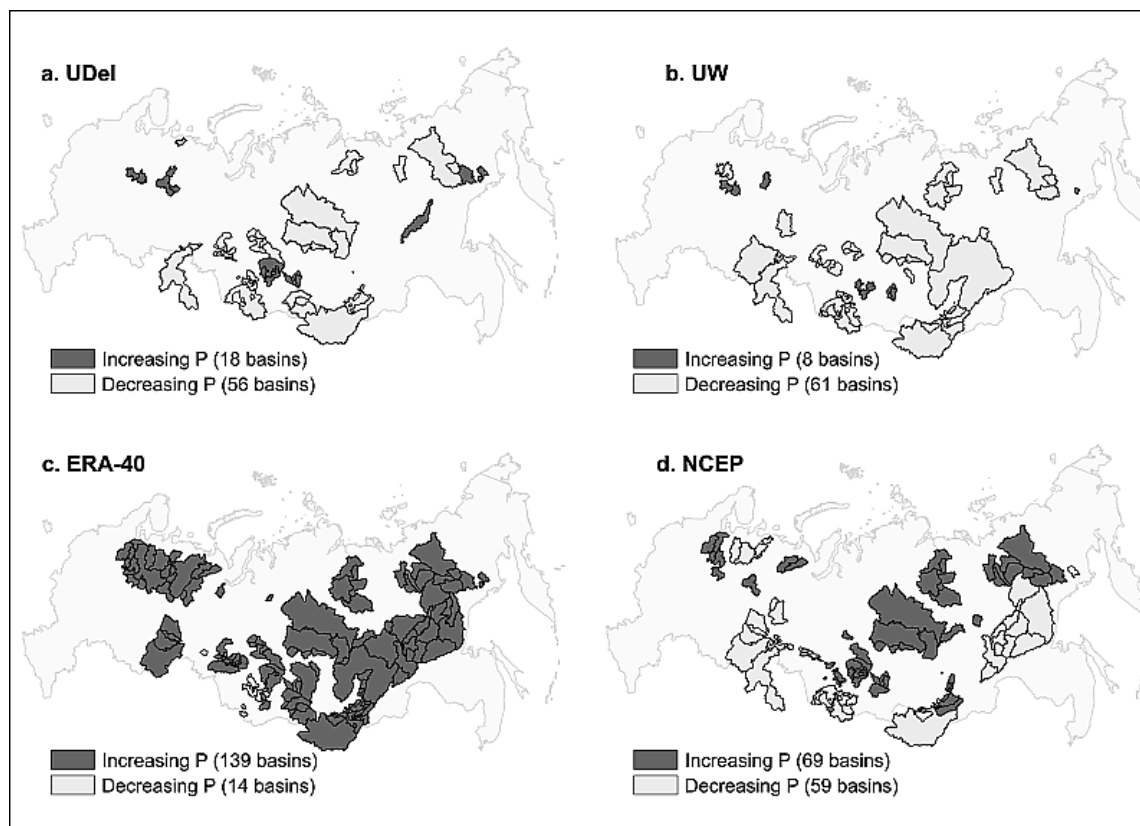 a. UDel
Increasing P (18 basins)
Decreasing P (56 basins)
b. UW
Increasing P (8 basins)
Decreasing P (61 basins)
c. ERA-40
Increasing P (139 basins)
Decreasing P (14 basins)
d. NCEP
Increasing P (69 basins)
Decreasing P (59 basins)